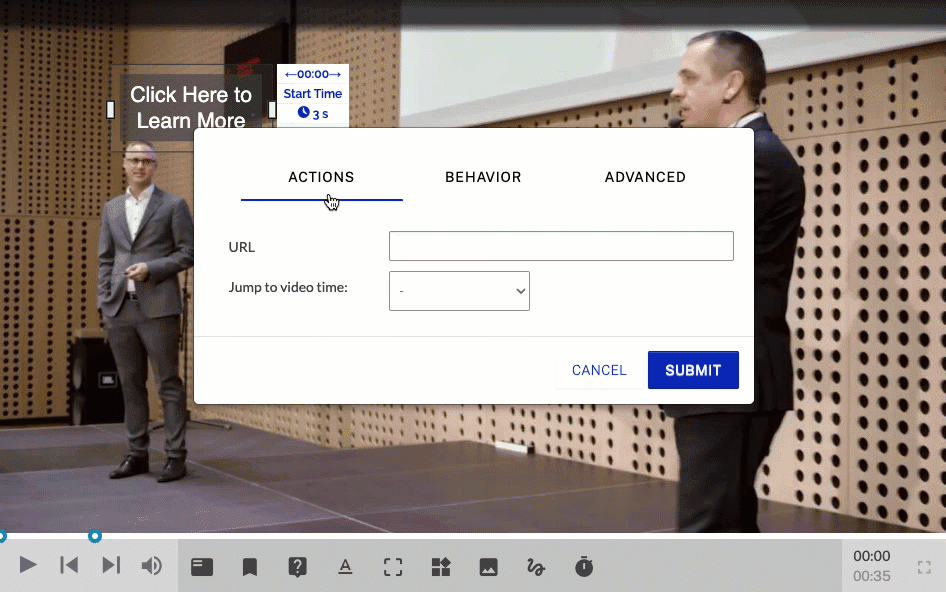 ←00:00→
Click Here to
Learn More
Start Time
3 s
ACTIONS
BEHAVIOR
ADVANCED
URL
Jump to video time:
-
CANCEL
SUBMIT
00:00
00:35